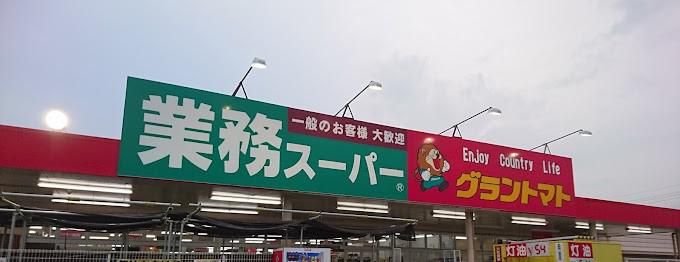 一般のお客様 大歓迎
業務スーパー®
Enjoy Country Life
グラントマト
灯油 54
灯油